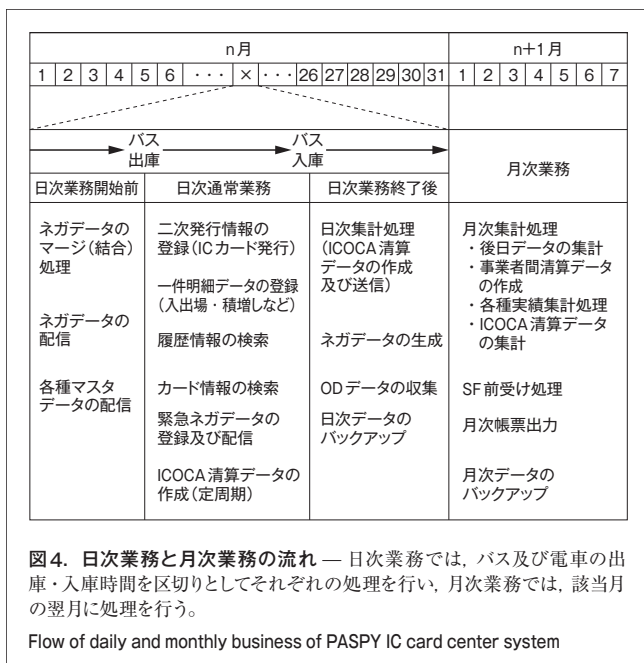 n月
n+1月
1 2 3 4 5 6 ・・・ × ・・・ 26 27 28 29 30 31 1 2 3 4 5 6 7
バス
出庫
バス
入庫
日次業務開始前
日次通常業務
日次業務終了後
月次業務
ネガデータの
マージ(結合)
処理
ネガデータの
配信
各種マスタ
データの配信
二次発行情報の
登録(ICカード発行)
一件明細データの登録
(入出場・積増しなど)
履歴情報の検索
カード情報の検索
緊急ネガデータの
登録及び配信
ICOCA清算データの
作成(定周期)
日次集計処理
(ICOCA清算
データの作成
及び送信)
ネガデータの生成
ODデータの収集
日次データの
バックアップ
月次集計処理
・後日データの集計
・事業者間清算データ
の作成
・各種実績集計処理
・ICOCA清算データ
の集計
SF前受け処理
月次帳票出力
月次データの
バックアップ
図4. 日次業務と月次業務の流れ — 日次業務では,バス及び電車の出
庫・入庫時間を区切りとしてそれぞれの処理を行い,月次業務では,該当月
の翌月に処理を行う。
Flow of daily and monthly business of PASPY IC card center system